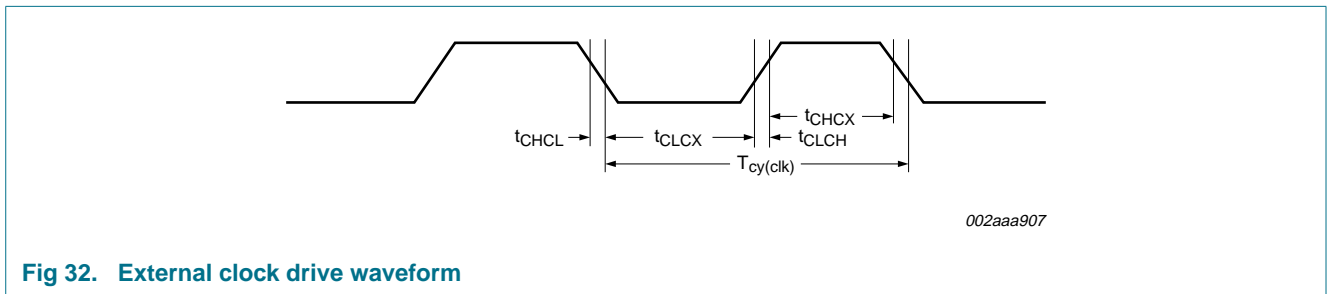 tCHCX
tCHCL
tCLCX
tCLCH
Tcy(clk)
002aaa907
Fig 32. External clock drive waveform